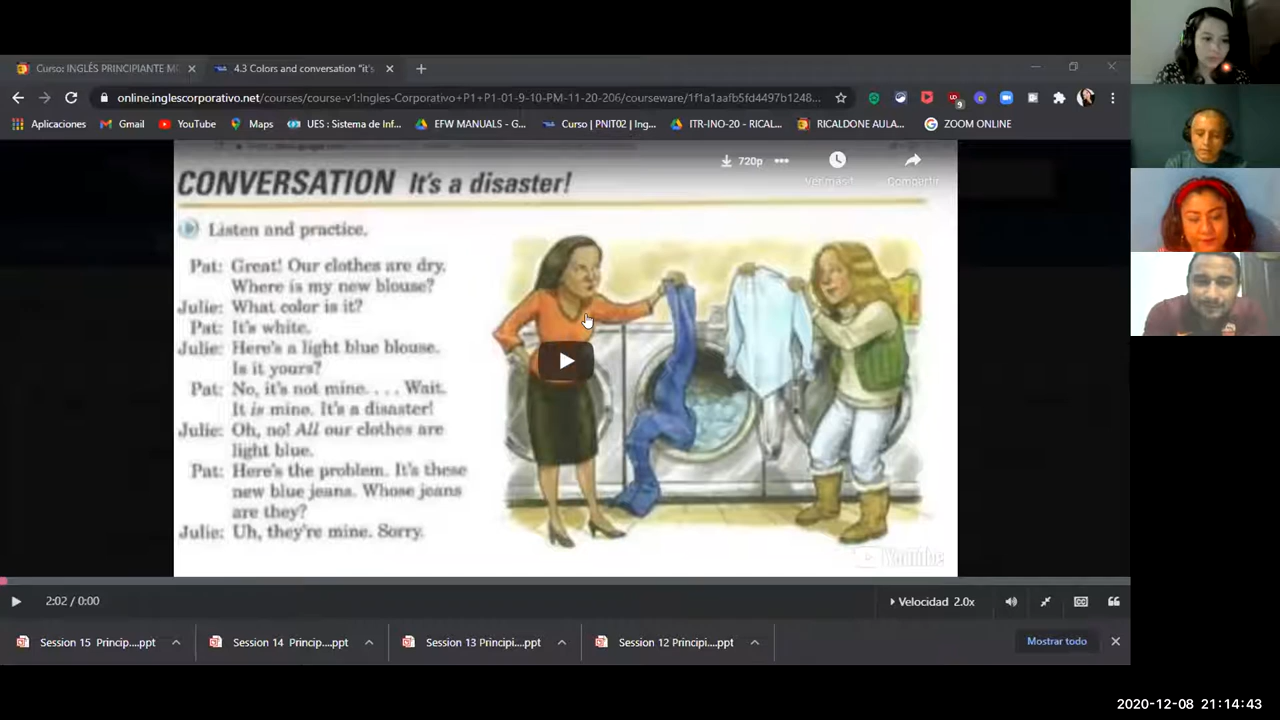 Curso: INGLÉS PRINCIPIANTE M
4.3 Colors and conversation "it's
online.inglescorporativo.net/courses/course-v1:Ingles-Corporativo+P1+P1-01-9-10-PM-11-20-206/courseware/1f1a1aafb5fd4497b1248...
Aplicaciones
Gmail
YouTube
Maps
UES : Sistema de Inf...
EFW MANUALS - S...
Curso | PNIT02 | Ing...
ITR-INO-20 - RICAL...
RICALDONE AULA...
ZOOM ONLINE
720p
Compartir
CONVERSATION It's a disaster!
Listen and practice.
Pat: Great! Our clothes are dry.
Where is my new blouse?
Julie: What color is it?
Pat: It's white.
Julie: Here's a light blue blouse.
Is it yours?
Pat: No, it's not mine. . . . Wait.
It is mine. It's a disaster!
Julie: Oh, no! All our clothes are
light blue.
Pat: Here's the problem. It's these
new blue jeans. Whose jeans
are they?
Julie: Uh, they're mine. Sorry.
YouTube
2:02 / 0:00
Velocidad 2.0x
Session 15 Princip....ppt
Session 14 Princip....ppt
Session 13 Principi....ppt
Session 12 Principi....ppt
Mostrar todo
2020-12-08 21:14:43